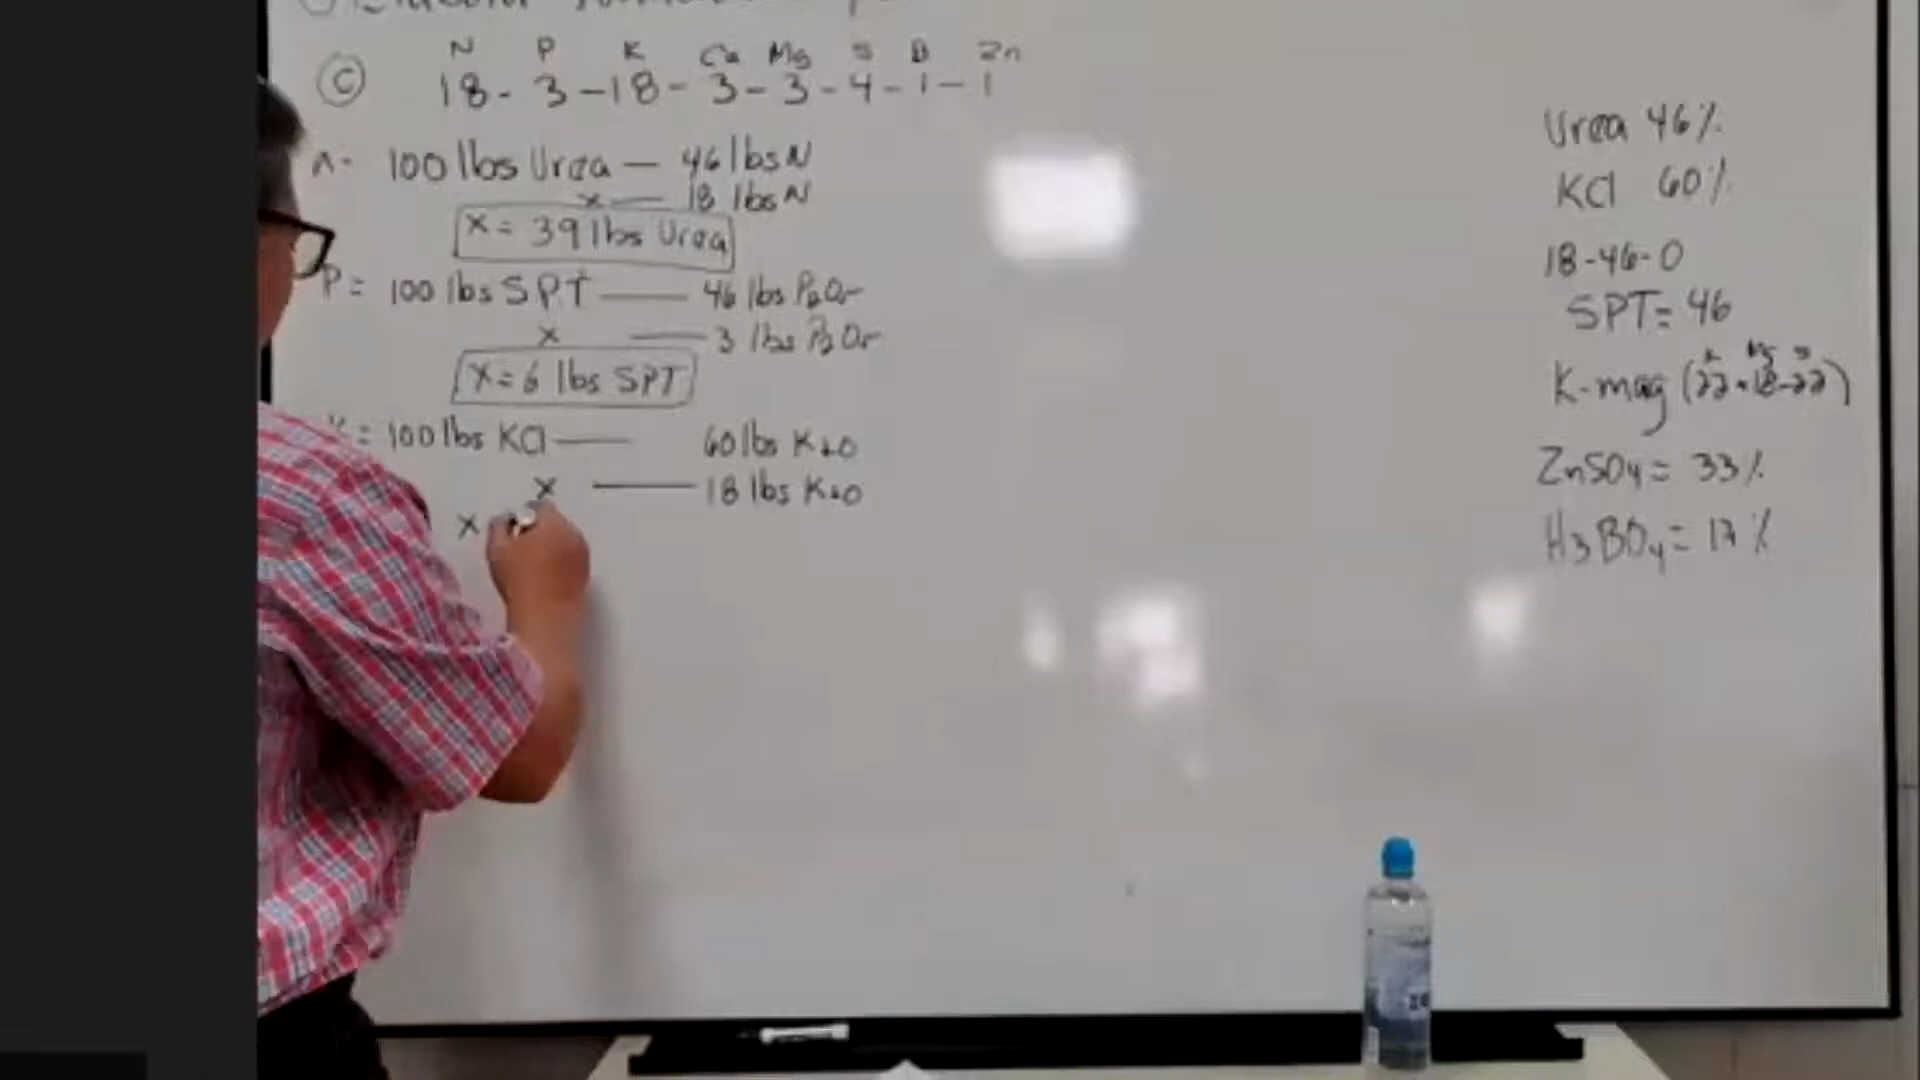 N P K Ca Mg S B Zn
C 18 - 3 - 18 - 3 - 3 - 4 - 1 - 1
100 lbs Urea — 46 lbs N
x — 18 lbs N
x = 39 lbs Urea
P = 100 lbs SPT — 46 lbs P2O5
x — 3 lbs P2O5
x = 6 lbs SPT
K = 100 lbs KCl — 60 lbs K2O
x — 18 lbs K2O
x
Urea 46%
KCl 60%
18-46-0
SPT = 46
K Mg S
K-mag (22-18-22)
ZnSO4 = 33%
H3BO4 = 17%